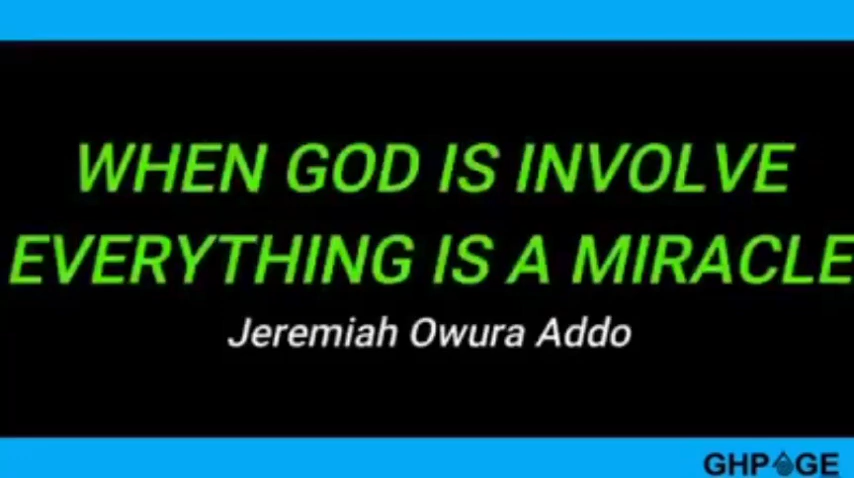 WHEN GOD IS INVOLVE
EVERYTHING IS A MIRACLE
Jeremiah Owura Addo
GHPAGE